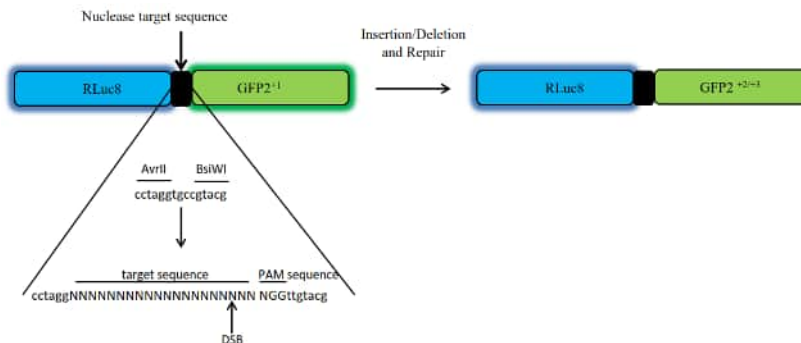 Nuclease target sequence
Insertion/Deletion
and Repair
RLuc8
GFP2⁺¹
RLuc8
GFP2 ⁺²/⁺³
AvrII BsiWI
cctaggtgccgtacg
target sequence PAM sequence
cctaggNNNNNNNNNNNNNNNNNNNN NGGttgtacg
DSB